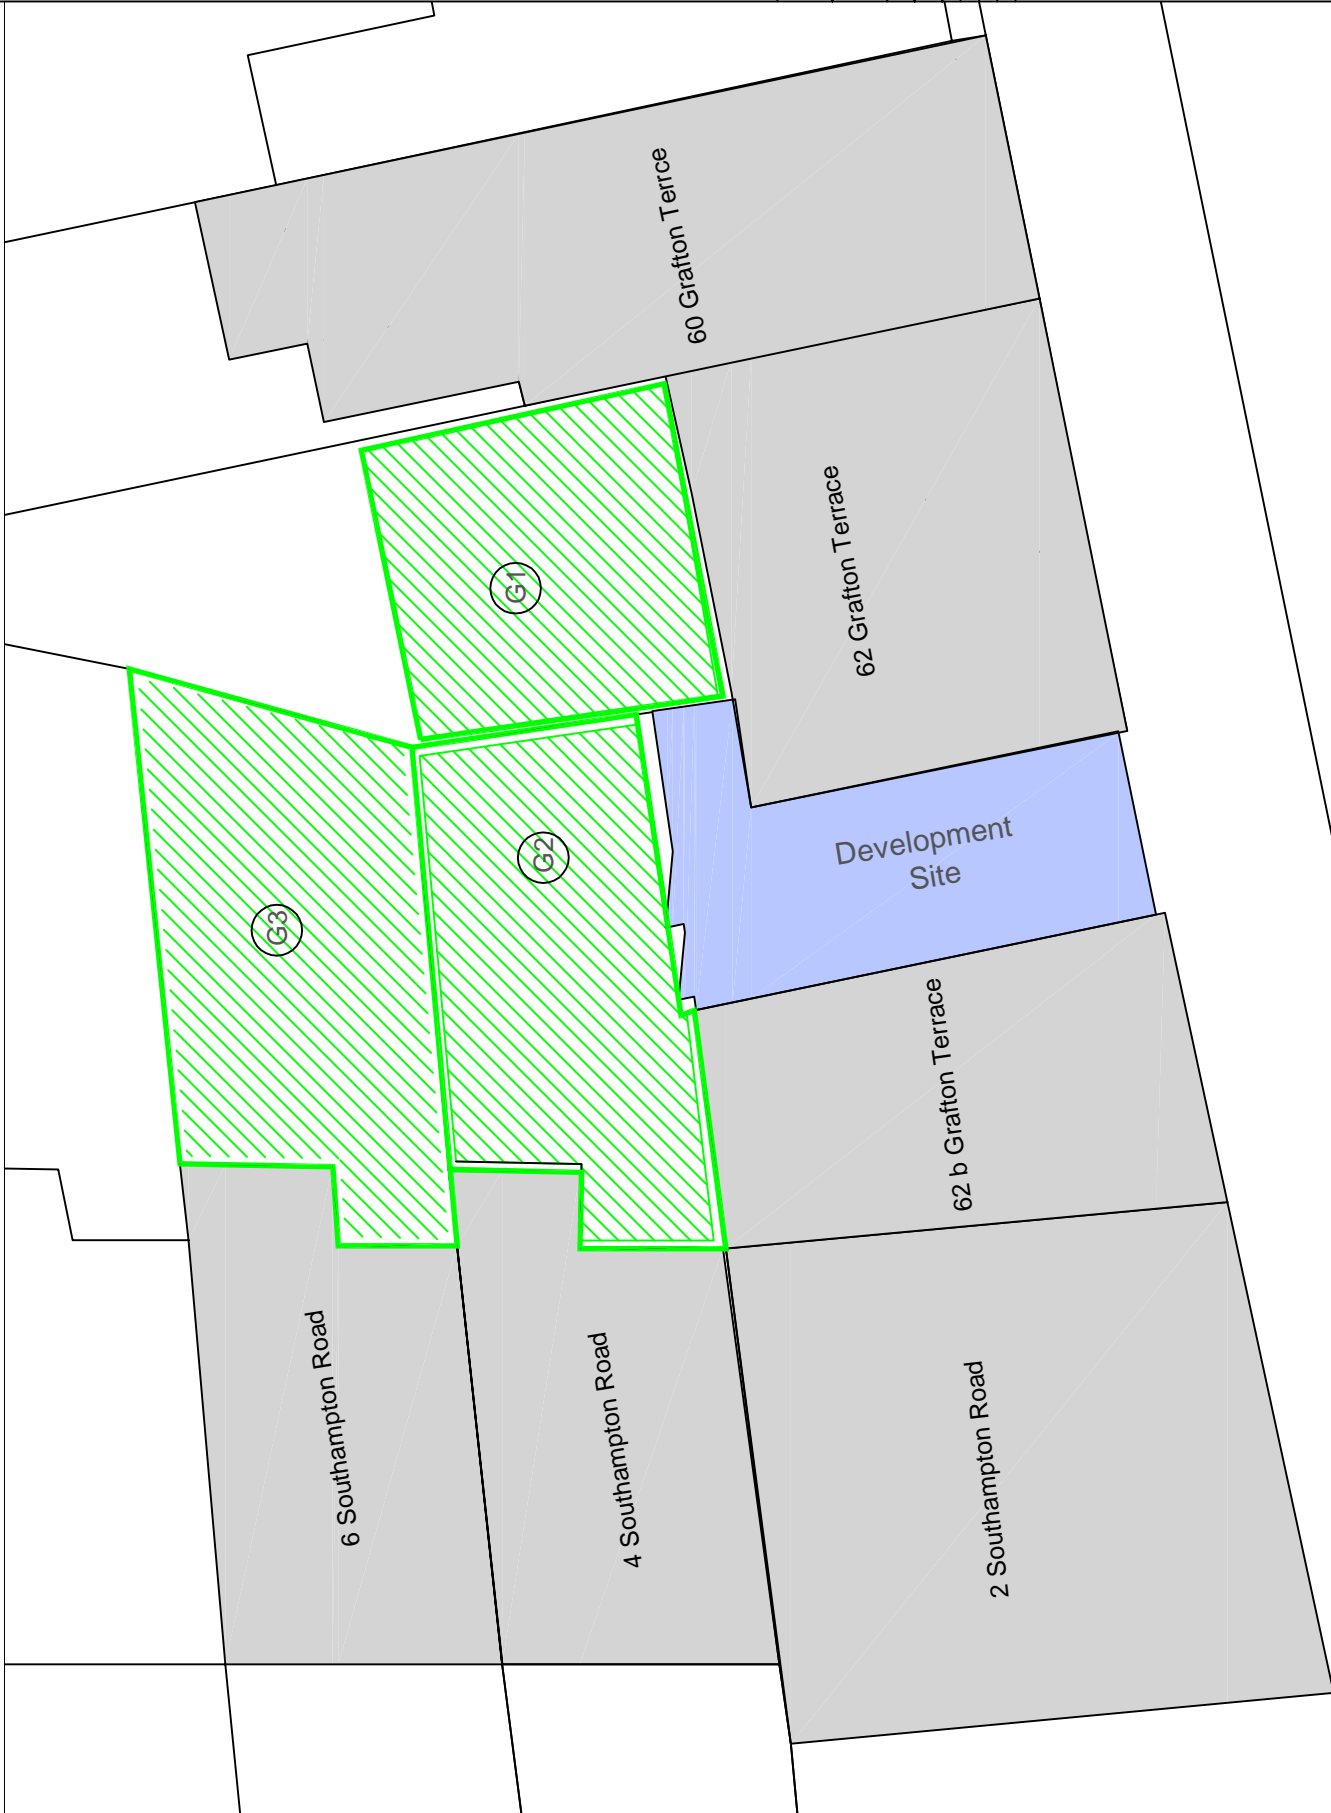 60 Grafton Terrce
62 Grafton Terrace
G1
Development
Site
G2
G3
62 b Grafton Terrace
6 Southampton Road
4 Southampton Road
2 Southampton Road